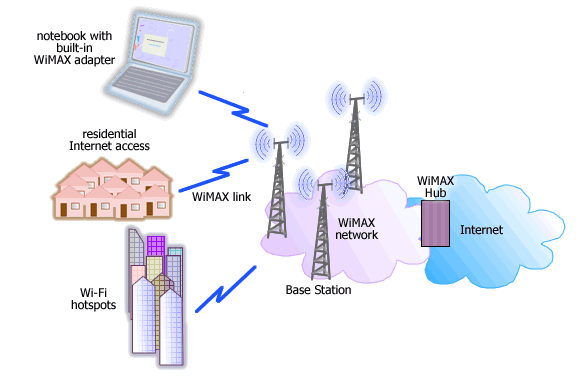 notebook with
built-in
WiMAX adapter
residential
Internet access
WiMAX link
Wi-Fi
hotspots
WiMAX
network
Base Station
WiMAX
Hub
Internet